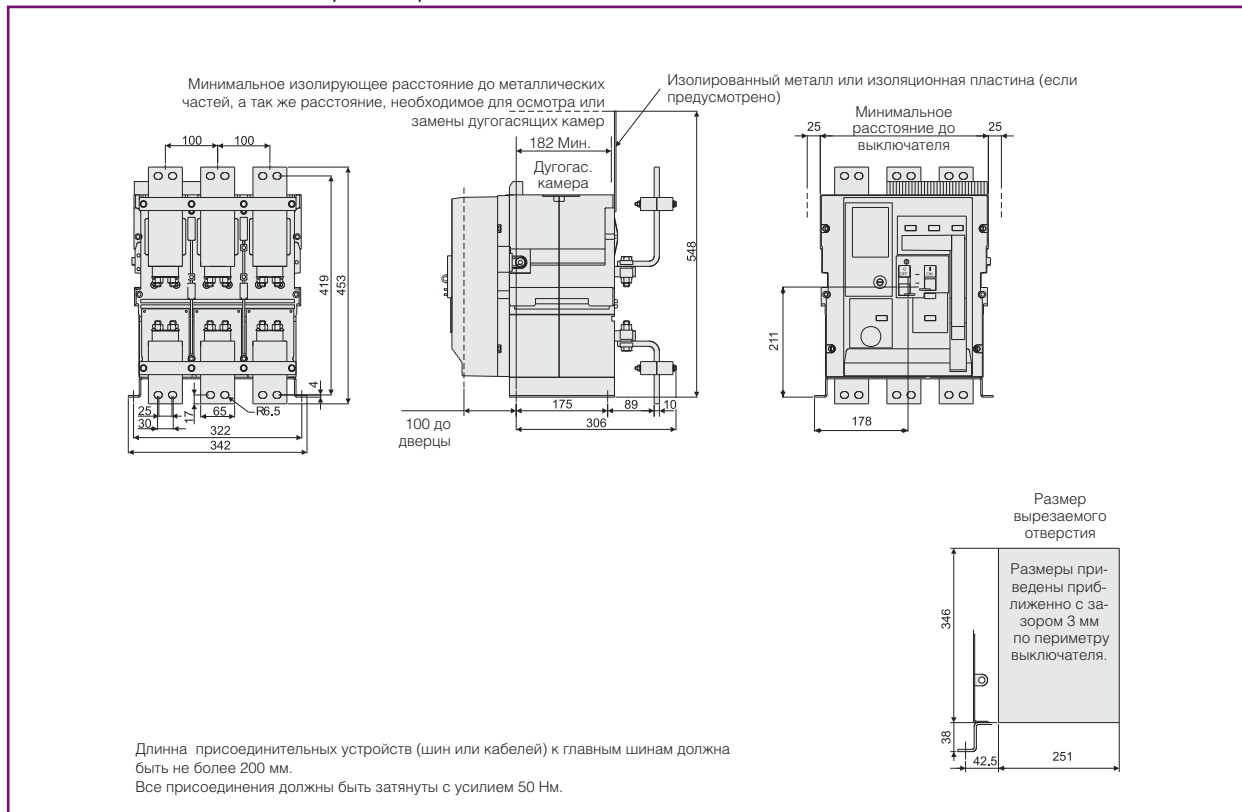 Минимальное изолирующее расстояние до металлических
частей, а так же расстояние, необходимое для осмотра или
замены дугогасящих камер
Изолированный металл или изоляционная пластина (если
предусмотрено)
100
100
419
453
4
25
30
17
65
R6.5
322
342
182 Мин.
Дугогас.
камера
548
100 до
дверцы
175
89
10
306
Минимальное
расстояние до
выключателя
25
25
211
178
Размер
вырезаемого
отверстия
Размеры при-
ведены приб-
лиженно с за-
зором 3 мм
по периметру
выключателя.
346
38
42.5
251
Длинна присоединительных устройств (шин или кабелей) к главным шинам должна
быть не более 200 мм.
Все присоединения должны быть затянуты с усилием 50 Нм.